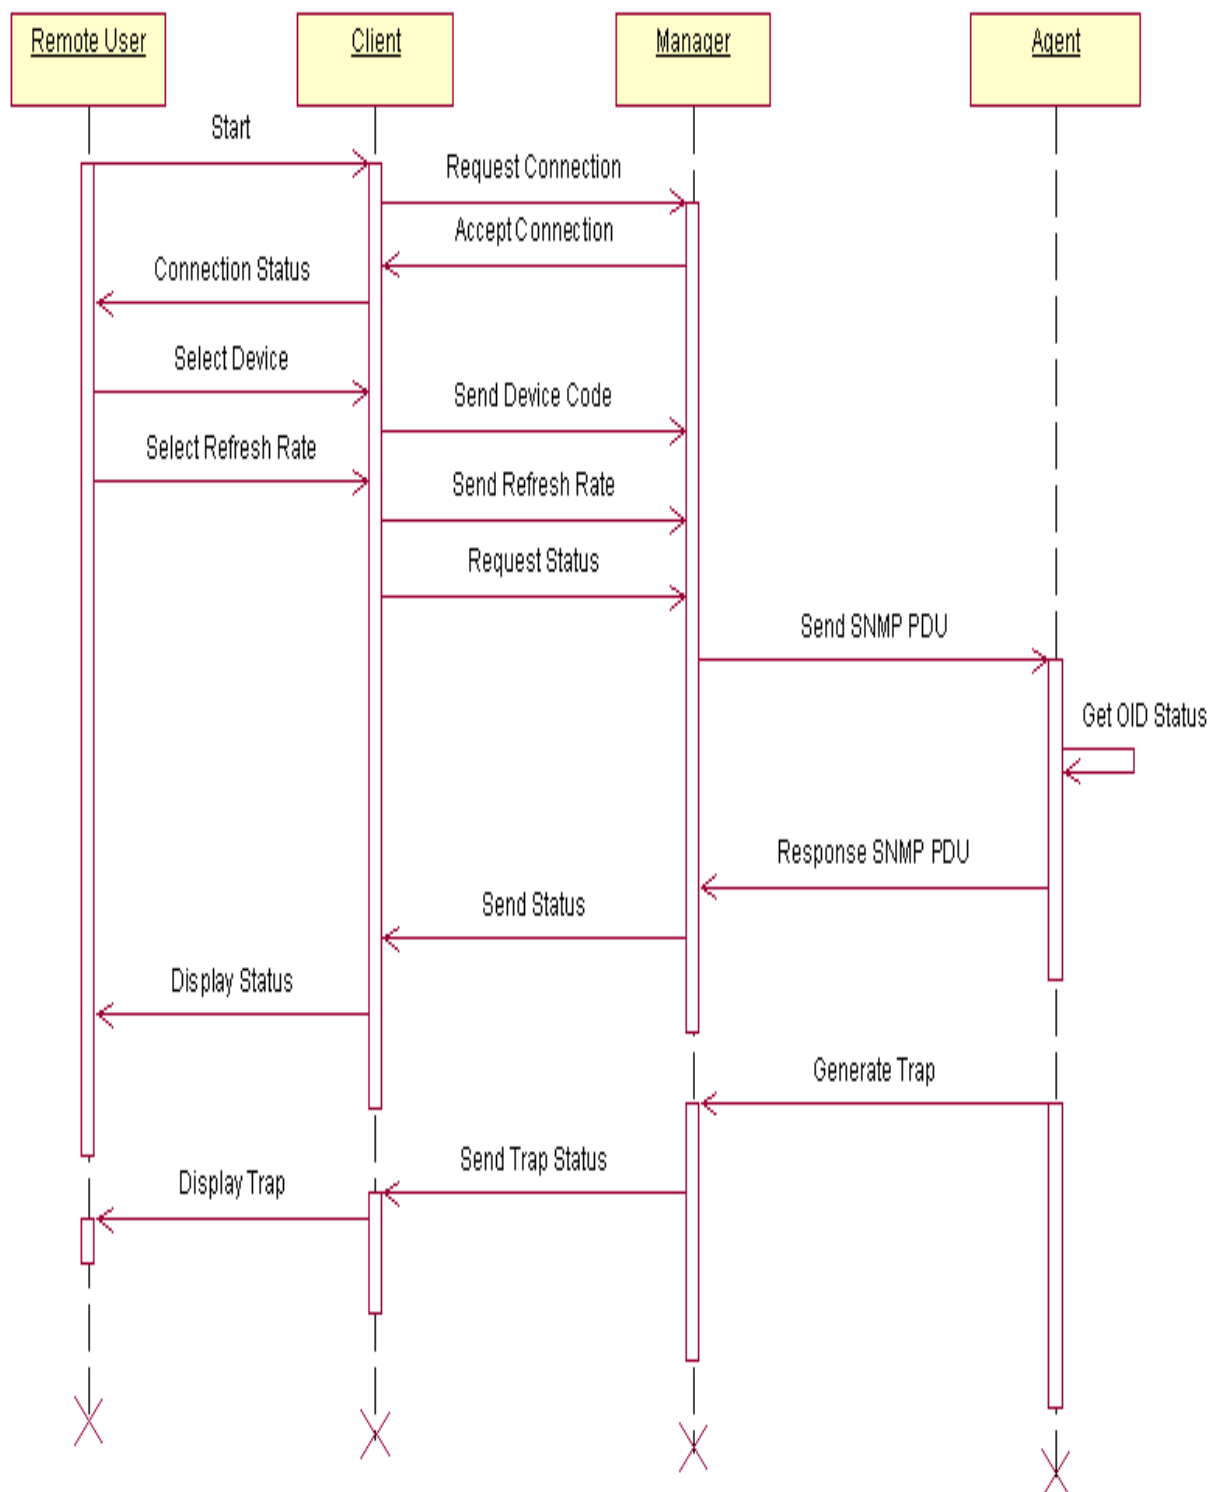 Remote User
Client
Manager
Agent
Start
Request Connection
Accept Connection
Connection Status
Select Device
Send Device Code
Select Refresh Rate
Send Refresh Rate
Request Status
Send SNMP PDU
Get OID Status
Response SNMP PDU
Send Status
Display Status
Generate Trap
Send Trap Status
Display Trap